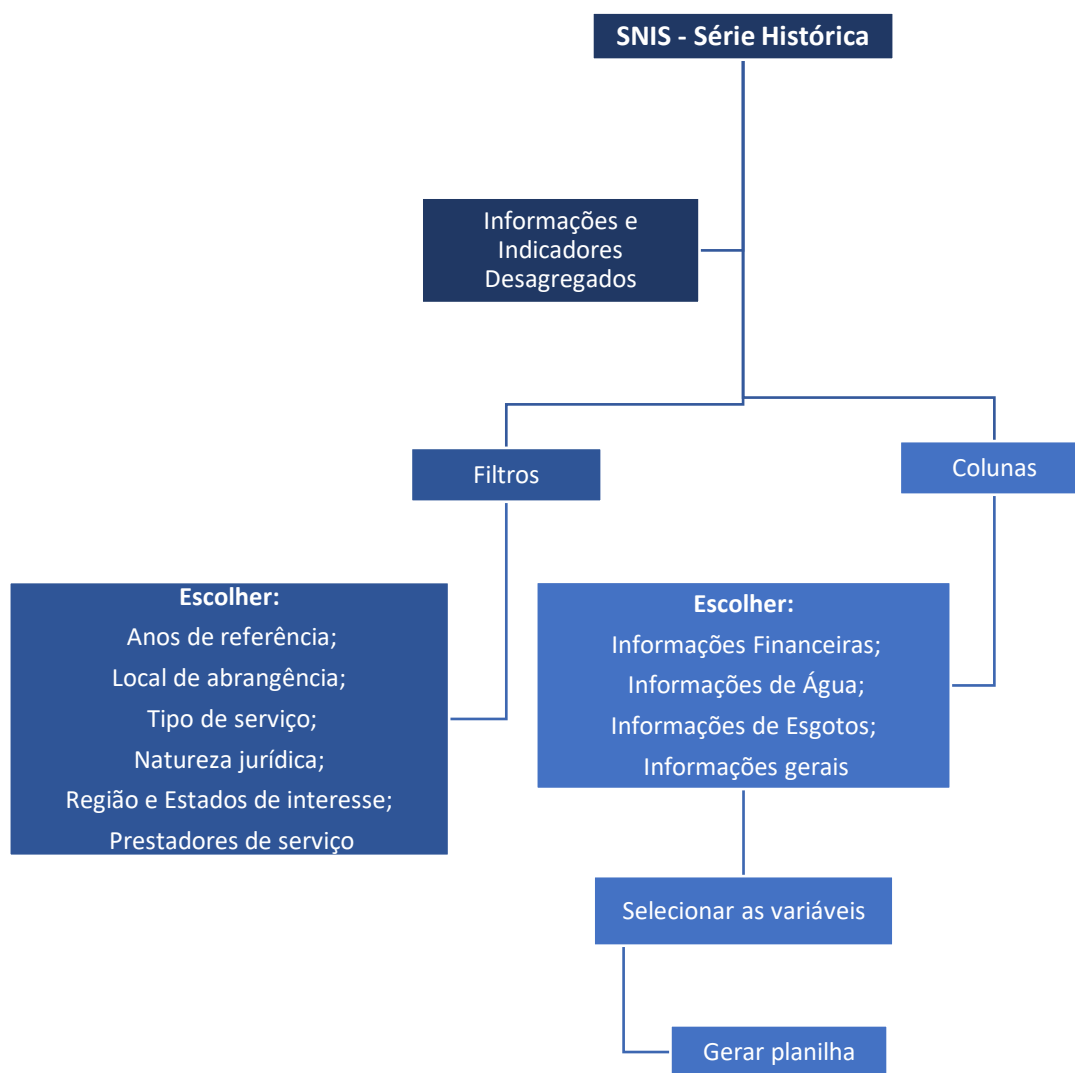 SNIS - Série Histórica
Informações e
Indicadores
Desagregados
Filtros
Colunas
Escolher:
Anos de referência;
Local de abrangência;
Tipo de serviço;
Natureza jurídica;
Região e Estados de interesse;
Prestadores de serviço
Escolher:
Informações Financeiras;
Informações de Água;
Informações de Esgotos;
Informações gerais
Selecionar as variáveis
Gerar planilha